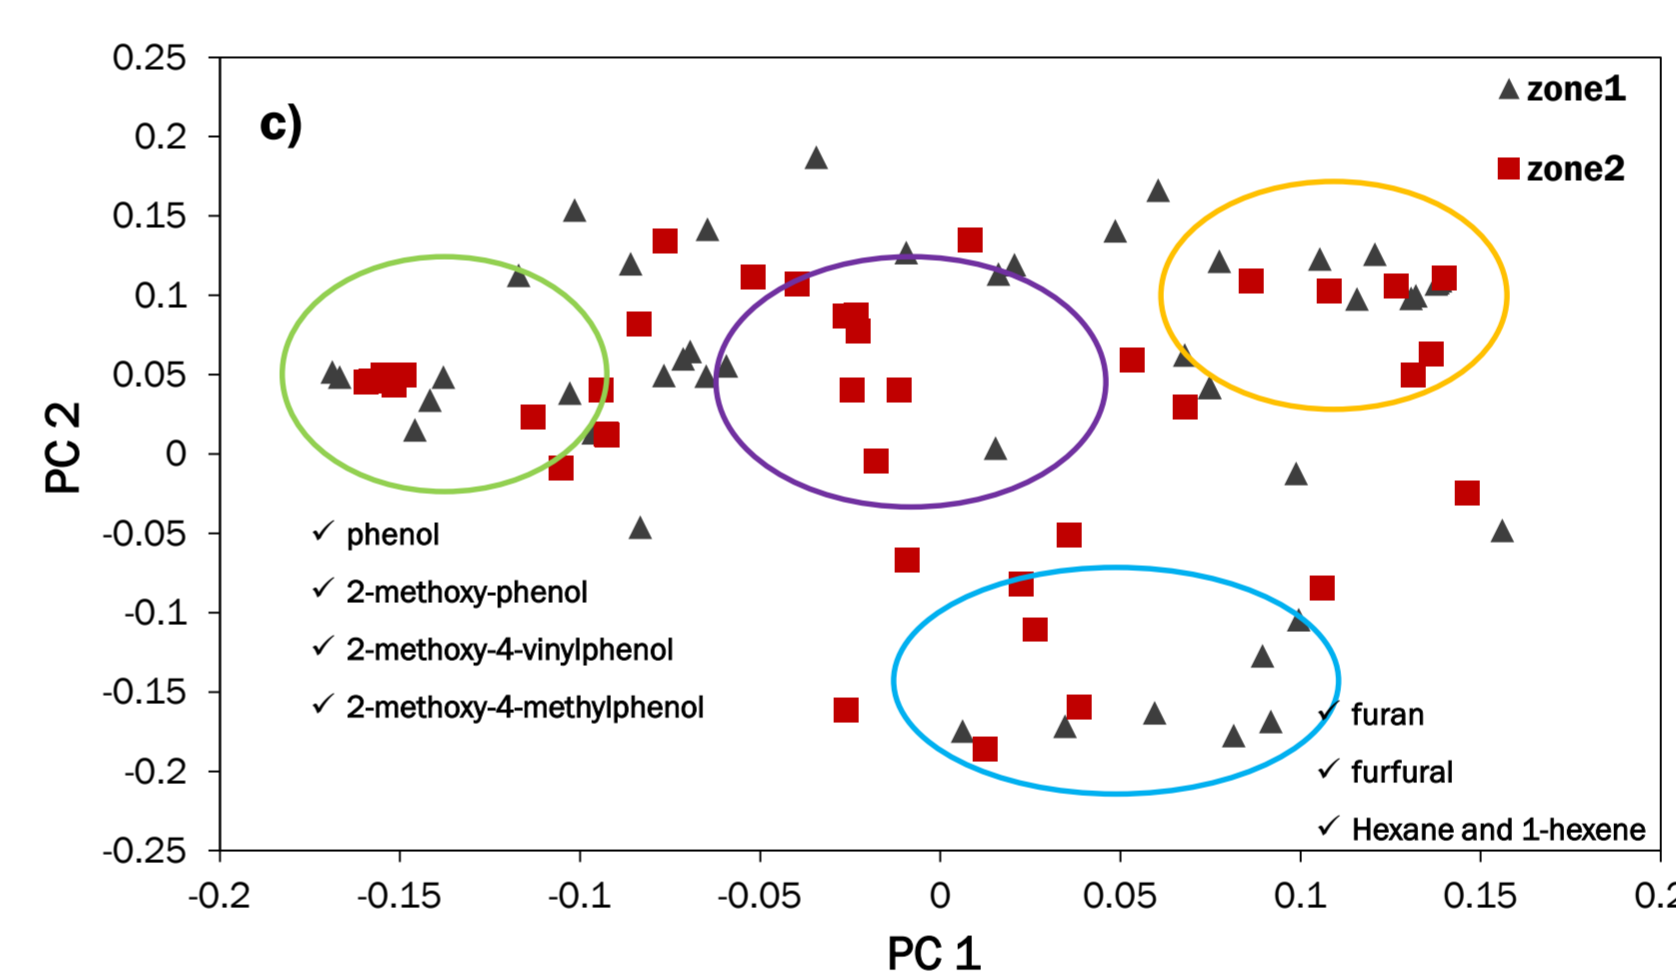 0.25
c)
▲ zone1
0.2
■ zone2
0.15
0.1
0.05
0
-0.05
-0.1
-0.15
-0.2
-0.25
PC 2
✓ phenol
✓ 2-methoxy-phenol
✓ 2-methoxy-4-vinylphenol
✓ 2-methoxy-4-methylphenol
✓ furan
✓ furfural
✓ Hexane and 1-hexene
-0.2 -0.15 -0.1 -0.05 0 0.05 0.1 0.15
PC 1